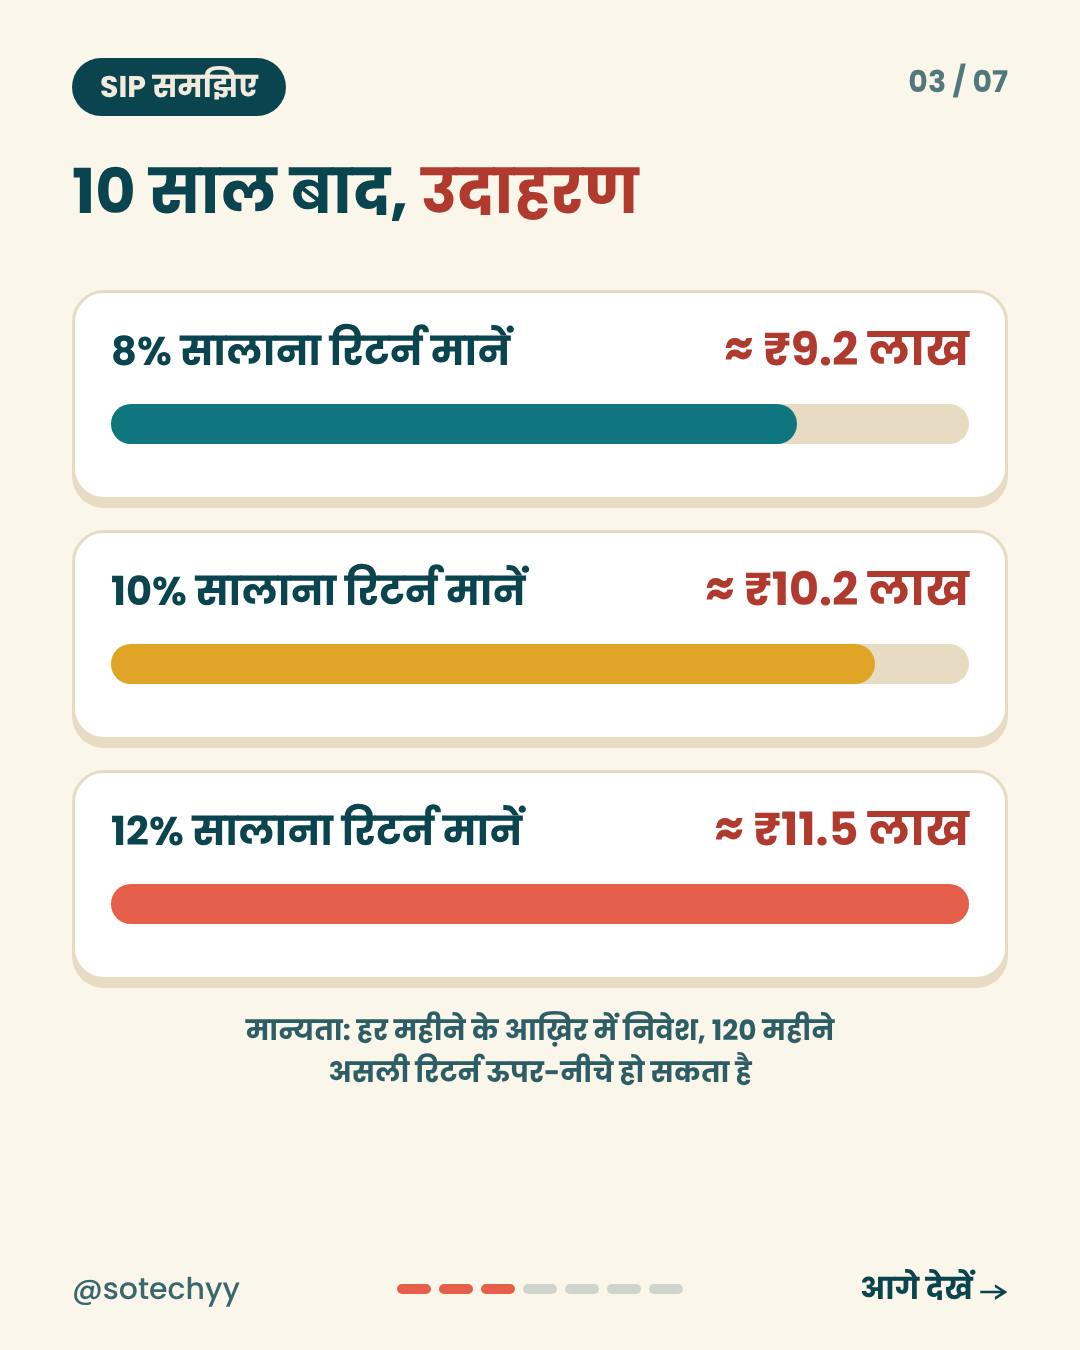 SIP समझिए
03 / 07
10 साल बाद, उदाहरण
8% सालाना रिटर्न मानें
≈ ₹9.2 लाख
10% सालाना रिटर्न मानें
≈ ₹10.2 लाख
12% सालाना रिटर्न मानें
≈ ₹11.5 लाख
मान्यता: हर महीने के आख़िर में निवेश, 120 महीने
असली रिटर्न ऊपर-नीचे हो सकता है
@sotechyy
आगे देखें →